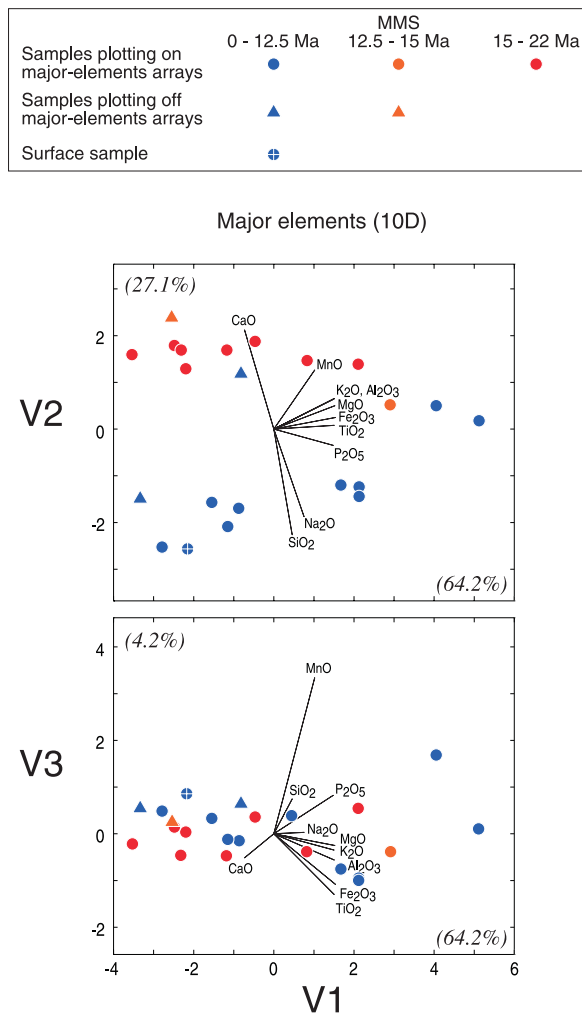 MMS
0 - 12.5 Ma 12.5 - 15 Ma 15 - 22 Ma
Samples plotting on
major-elements arrays
Samples plotting off
major-elements arrays
Surface sample
Major elements (10D)
(27.1%)
CaO
2
MnO
K2O, Al2O3
MgO
Fe2O3
TiO2
V2
0
P2O5
-2
Na2O
SiO2
(64.2%)
(4.2%)
4
MnO
2
V3
SiO2
P2O5
0
Na2O
MgO
K2O
Al2O3
CaO
Fe2O3
TiO2
-2
(64.2%)
-4 -2 0 2 4 6
V1